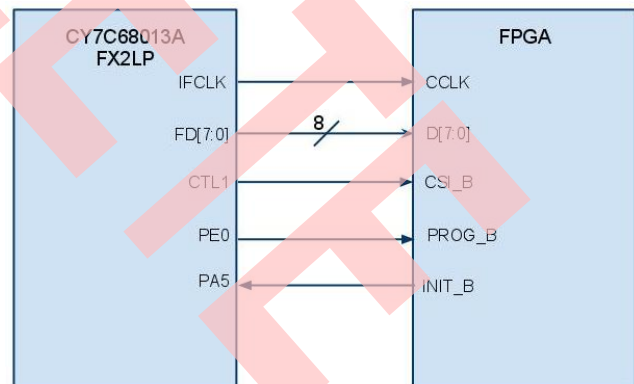 CY7C68013A
FX2LP
FPGA
IFCLK
CCLK
FD[7:0]
8
D[7:0]
CTL1
CSI_B
PE0
PROG_B
PA5
INIT_B